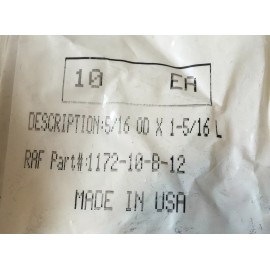 10 EA
DESCRIPTION:5/16 OD X 1-5/16 L
RAF Part#:1172-10-B-12
MADE IN USA